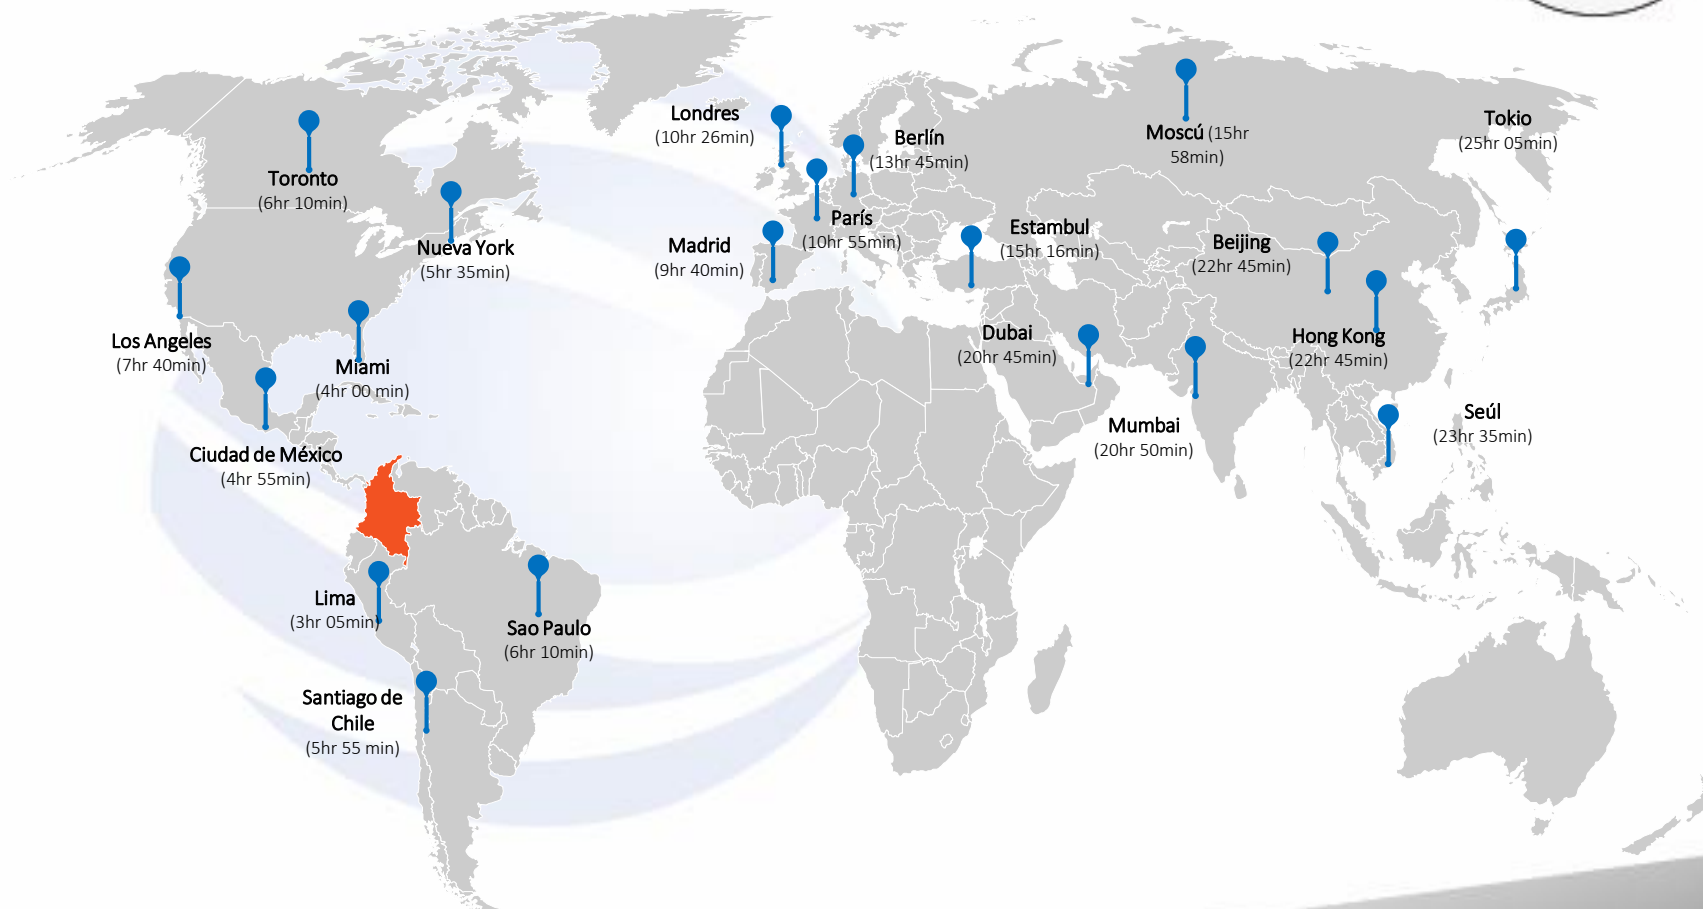 Londres
(10hr 26min)
Berlín
(13hr 45min)
Moscú (15hr
58min)
Tokio
(25hr 05min)
Toronto
(6hr 10min)
Nueva York
(5hr 35min)
Madrid
(9hr 40min)
París
(10hr 55min)
Estambul
(15hr 16min)
Beijing
(22hr 45min)
Los Angeles
(7hr 40min)
Miami
(4hr 00 min)
Dubai
(20hr 45min)
Hong Kong
(22hr 45min)
Ciudad de México
(4hr 55min)
Mumbai
(20hr 50min)
Seúl
(23hr 35min)
Lima
(3hr 05min)
Sao Paulo
(6hr 10min)
Santiago de
Chile
(5hr 55 min)